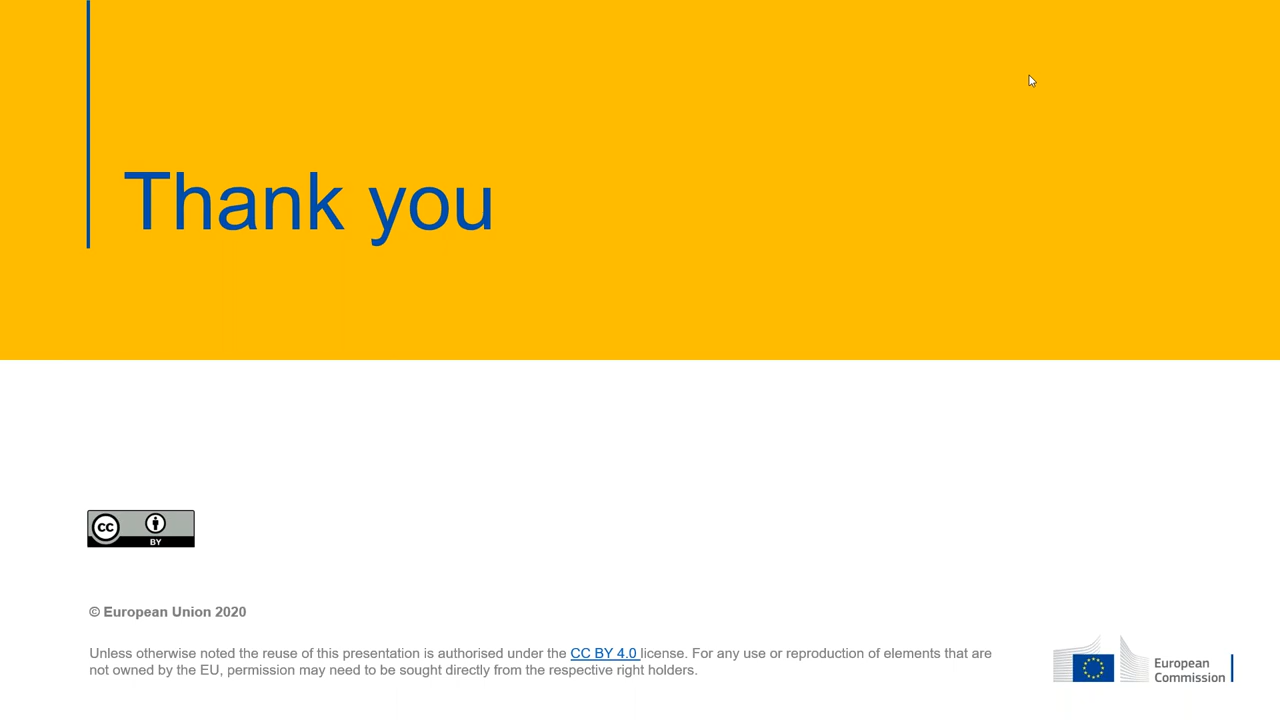 Thank you
cc
BY
© European Union 2020
Unless otherwise noted the reuse of this presentation is authorised under the CC BY 4.0 license. For any use or reproduction of elements that are
not owned by the EU, permission may need to be sought directly from the respective right holders.
European
Commission